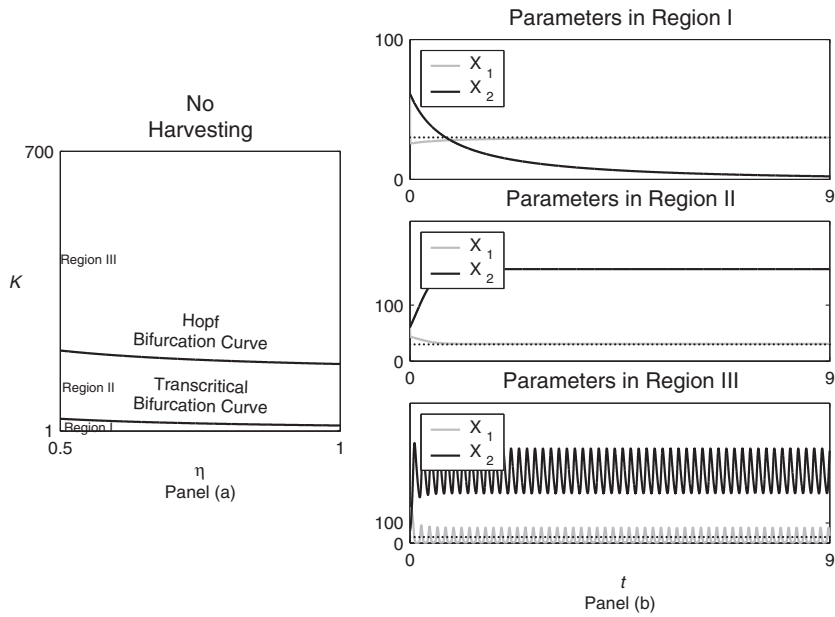 No
Harvesting
700
K
Region III
Hopf
Bifurcation Curve
Region II
Transcritical
Bifurcation Curve
Region I
1
0.5
1
η
Panel (a)
Parameters in Region I
100
X 1
X 2
0
0
9
Parameters in Region II
X 1
X 2
100
0
0
9
Parameters in Region III
X 1
X 2
100
0
0
9
t
Panel (b)